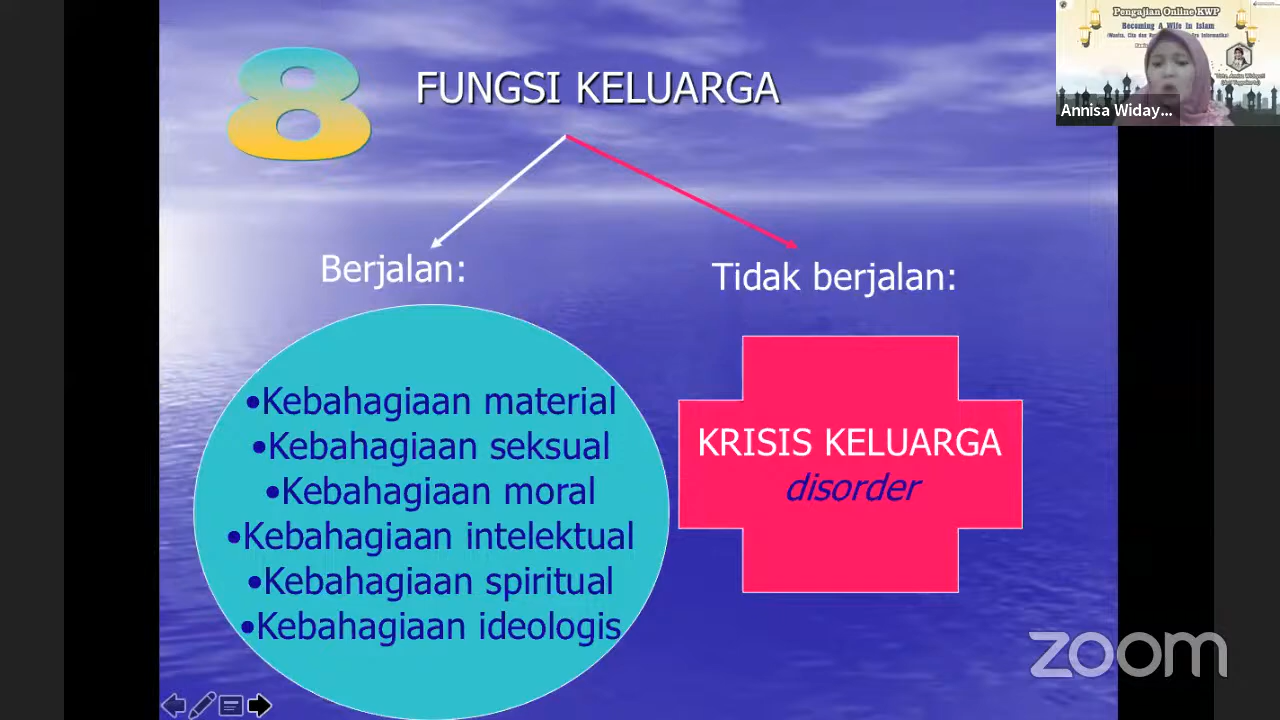 8
FUNGSI KELUARGA
Berjalan:
•Kebahagiaan material
•Kebahagiaan seksual
•Kebahagiaan moral
•Kebahagiaan intelektual
•Kebahagiaan spiritual
•Kebahagiaan ideologis
Tidak berjalan:
KRISIS KELUARGA
disorder
Pengajian Online KWP
Becoming A Wife In Islam
Annisa Widay...
zoom